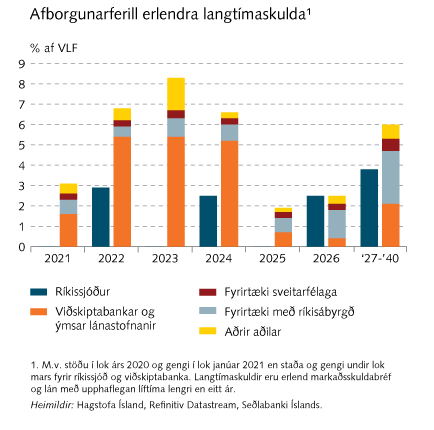 Afborgunarferill erlendra langtímaskulda¹
% af VLF
9
8
7
6
5
4
3
2
1
0
2021 2022 2023 2024 2025 2026 '27-'40
Ríkissjóður
Viðskiptabankar og
ýmsar lánastofnanir
Fyrirtæki sveitarfélaga
Fyrirtæki með ríkisábyrgð
Aðrir aðilar
1. M.v. stöðu í lok árs 2020 og gengi í lok janúar 2021 en staða og gengi undir lok
mars fyrir ríkissjóð og viðskiptabanka. Langtímaskuldir eru erlend markaðsskuldabréf
og lán með upphaflegan líftíma lengri en eitt ár.
Heimildir: Hagstofa Ísland, Refinitiv Datastream, Seðlabanki Íslands.